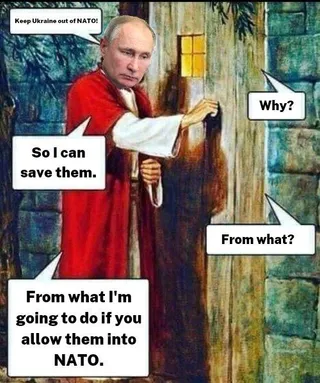 Keep Ukraine out of NATO!
Why?
So I can
save them.
From what?
From what I'm
going to do if you
allow them into
NATO.